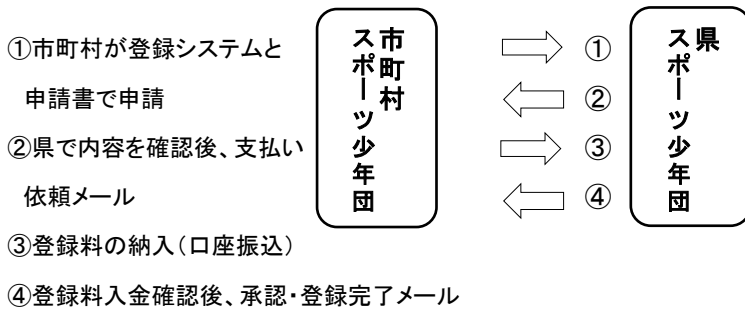 ①市町村が登録システムと
申請書で申請
②県で内容を確認後、支払い
依頼メール
③登録料の納入(口座振込)
④登録料入金確認後、承認・登録完了メール
市町村
スポーツ少年団
①
②
③
④
県
スポーツ少年団